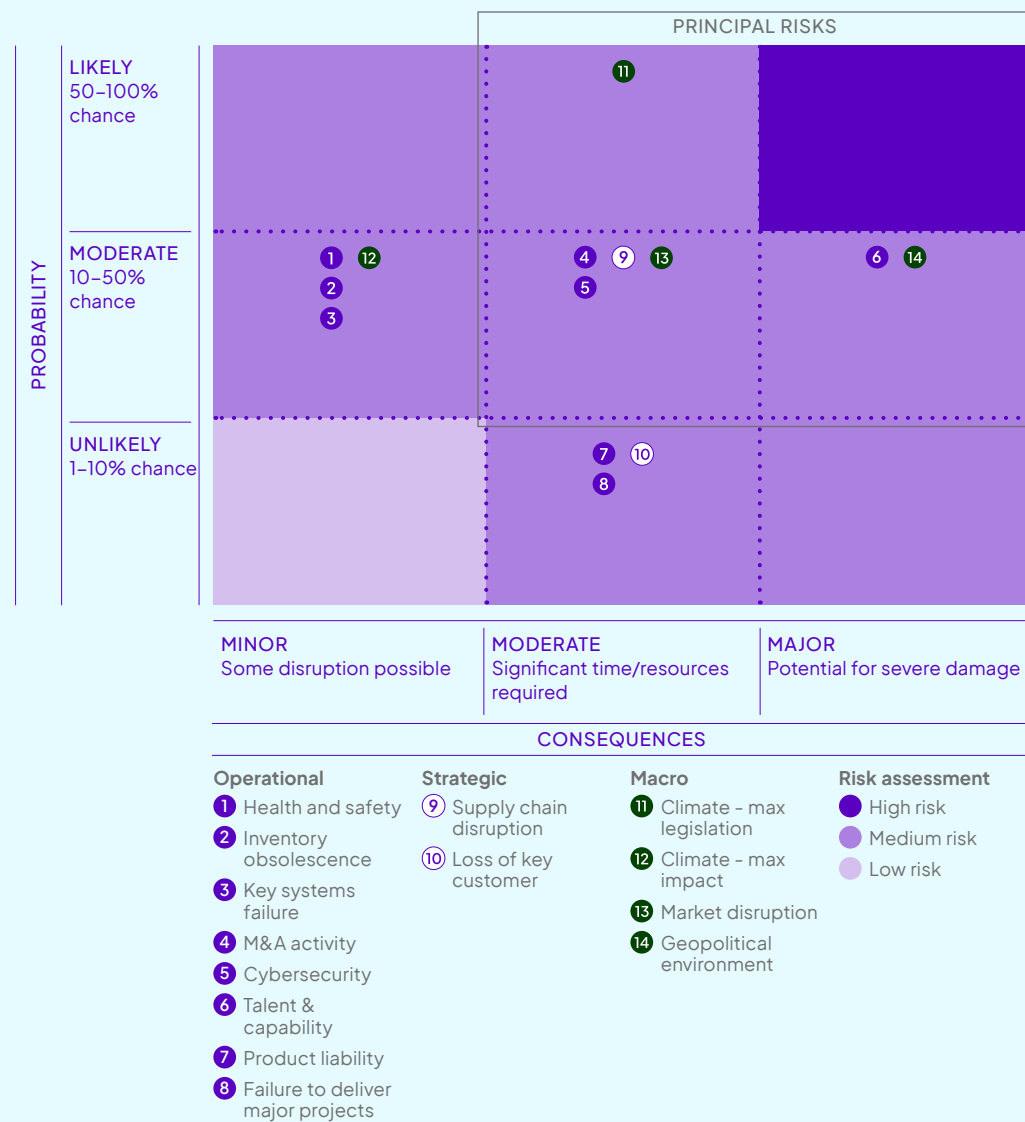 PRINCIPAL RISKS
PROBABILITY
LIKELY
50–100%
chance
11
MODERATE
10–50%
chance
1 12
2
3
4 9 13
5
6 14
UNLIKELY
1–10% chance
7 10
8
MINOR
Some disruption possible
MODERATE
Significant time/resources
required
MAJOR
Potential for severe damage
CONSEQUENCES
Operational
1 Health and safety
2 Inventory
obsolescence
3 Key systems
failure
4 M&A activity
5 Cybersecurity
6 Talent &
capability
7 Product liability
8 Failure to deliver
major projects
Strategic
9 Supply chain
disruption
10 Loss of key
customer
Macro
11 Climate - max
legislation
12 Climate - max
impact
13 Market disruption
14 Geopolitical
environment
Risk assessment
High risk
Medium risk
Low risk